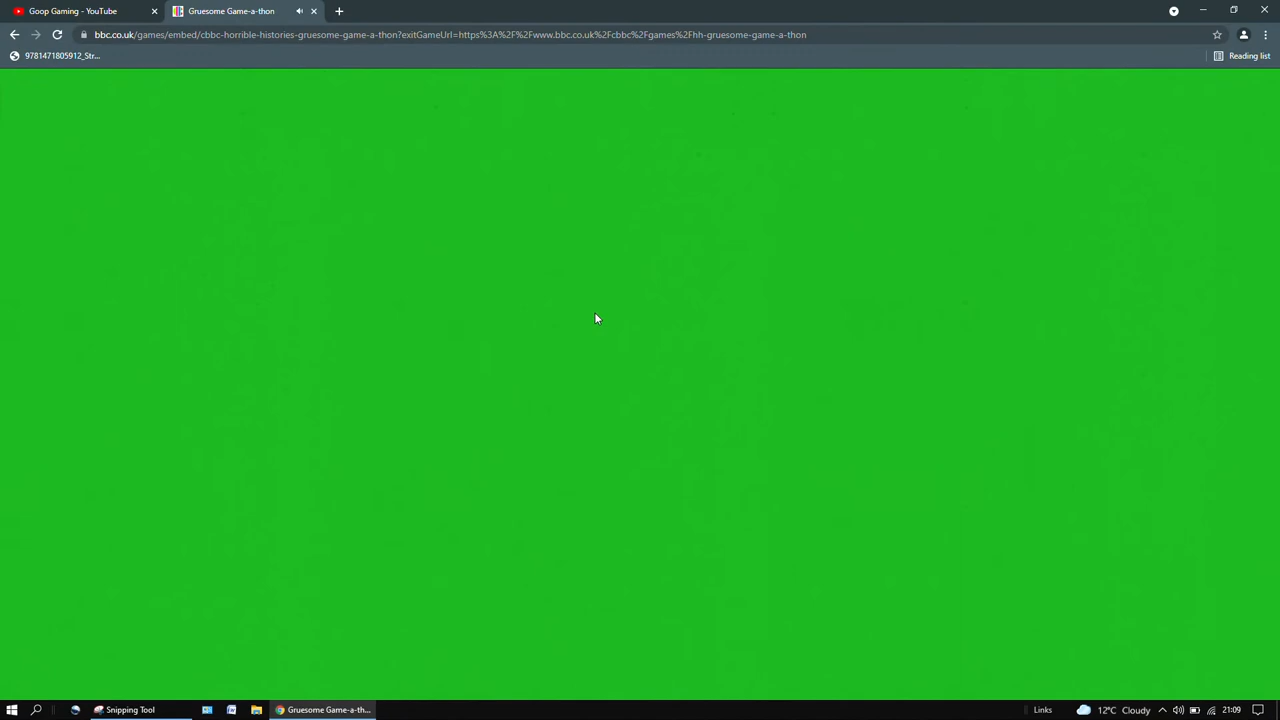 Goop Gaming - YouTube
Gruesome Game-a-thon
bbc.co.uk/games/embed/cbbc-horrible-histories-gruesome-game-a-thon?exitGameUrl=https%3A%2F%2Fwww.bbc.co.uk%2Fcbbc%2Fgames%2Fhh-gruesome-game-a-thon
9781471805912_Str...
Reading list
Snipping Tool
Gruesome Game-a-th...
Links
12°C Cloudy
21:09